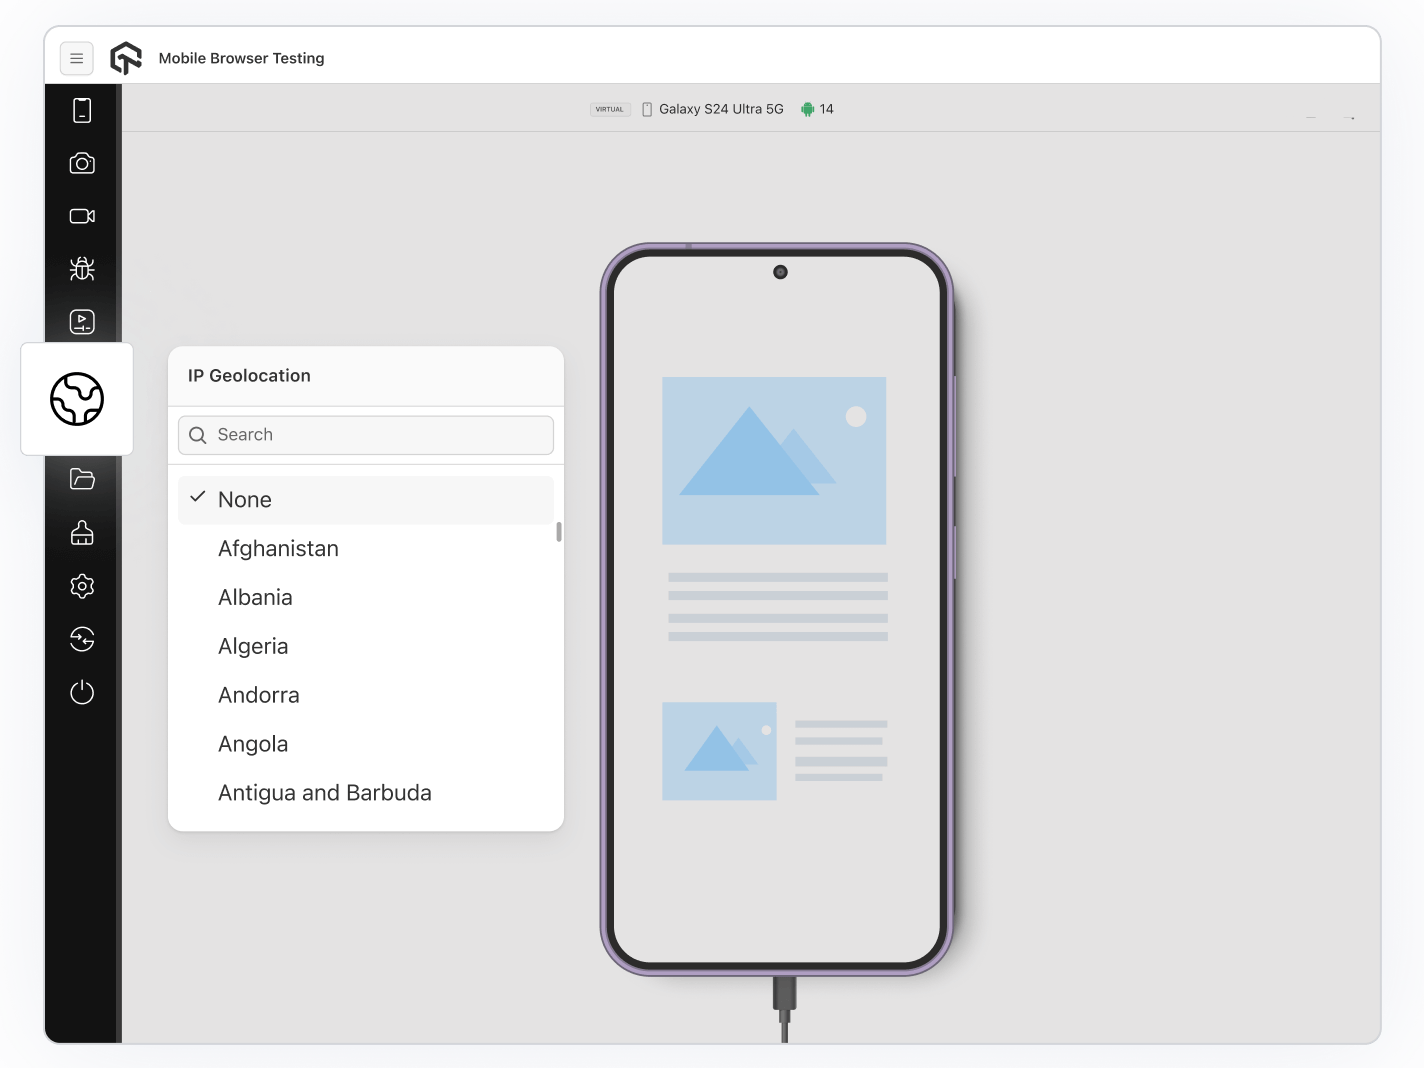 Mobile Browser Testing
VIRTUAL Galaxy S24 Ultra 5G 14
IP Geolocation
Search
None
Afghanistan
Albania
Algeria
Andorra
Angola
Antigua and Barbuda